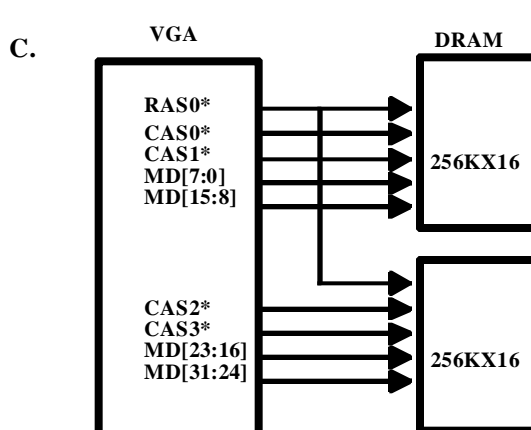 C.
VGA
DRAM
RAS0*
CAS0*
CAS1*
MD[7:0]
MD[15:8]
256KX16
CAS2*
CAS3*
MD[23:16]
MD[31:24]
256KX16